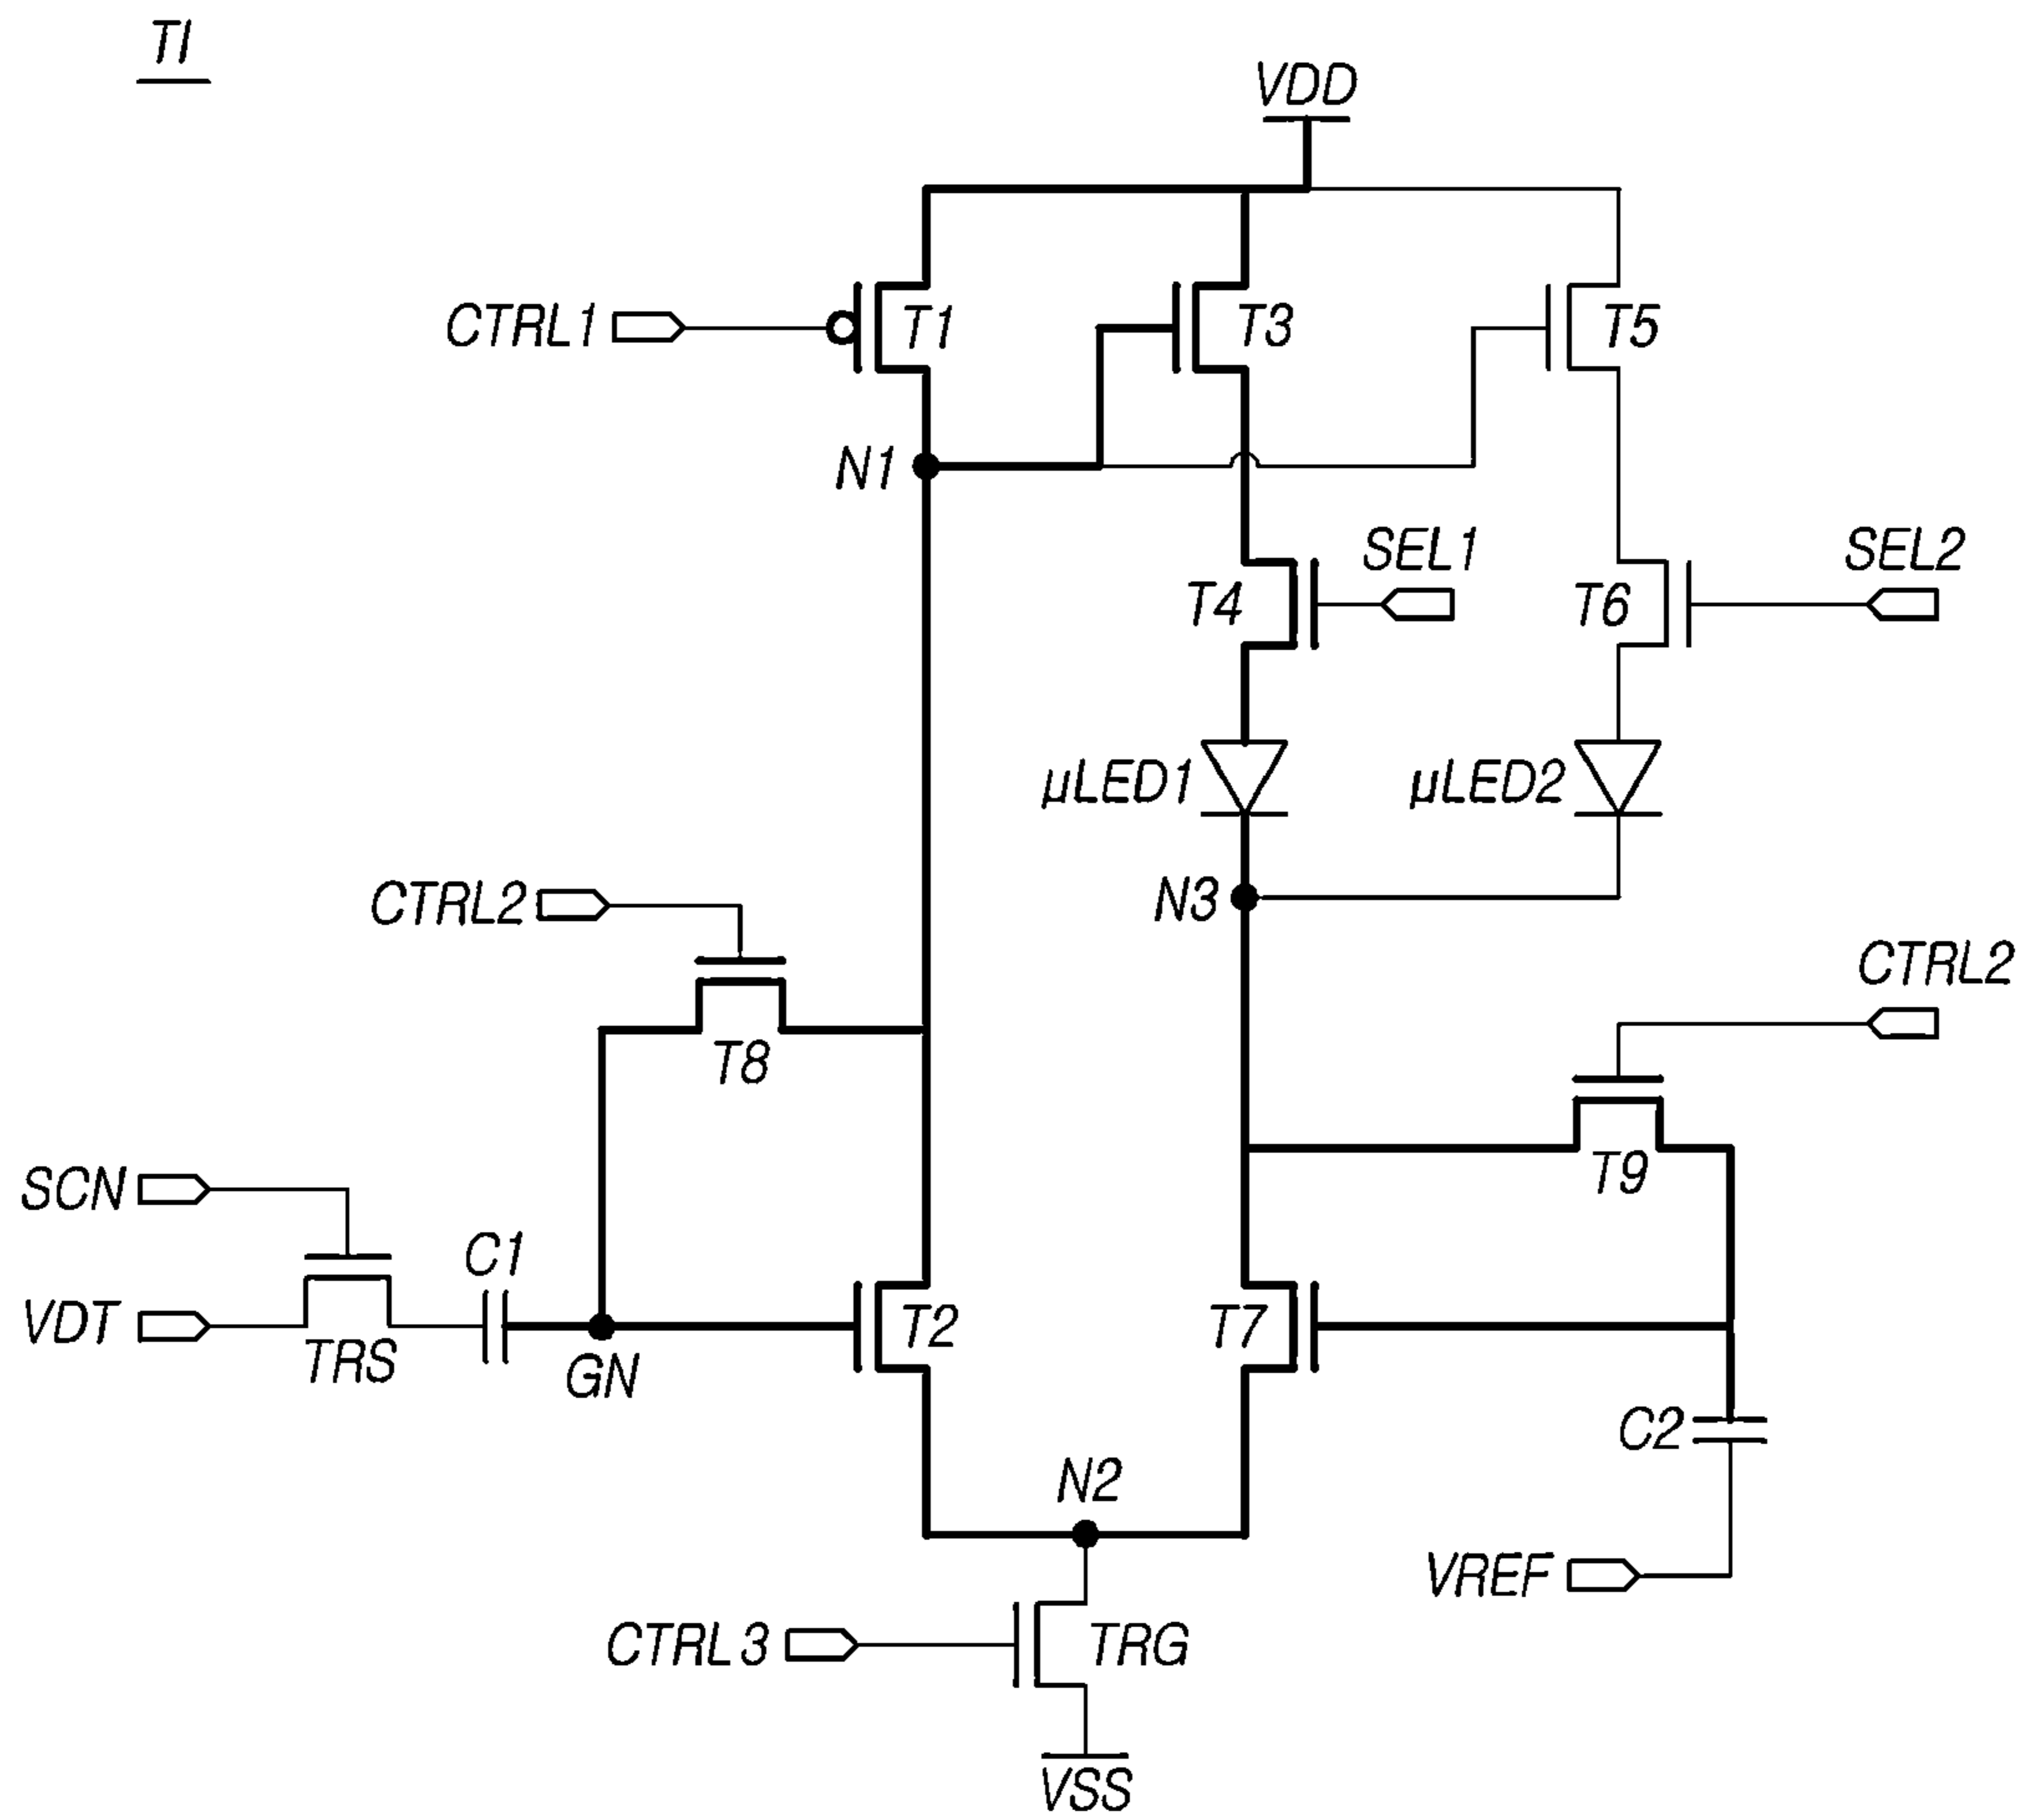 TI
VDD
CTRL1
T1
T3
T5
N1
SEL1
SEL2
T4
T6
µLED1
µLED2
CTRL2
N3
CTRL2
T8
T9
SCN
C1
VDT
TRS
GN
T2
T7
C2
N2
VREF
CTRL3
TRG
VSS